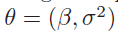 θ = (β, σ²)